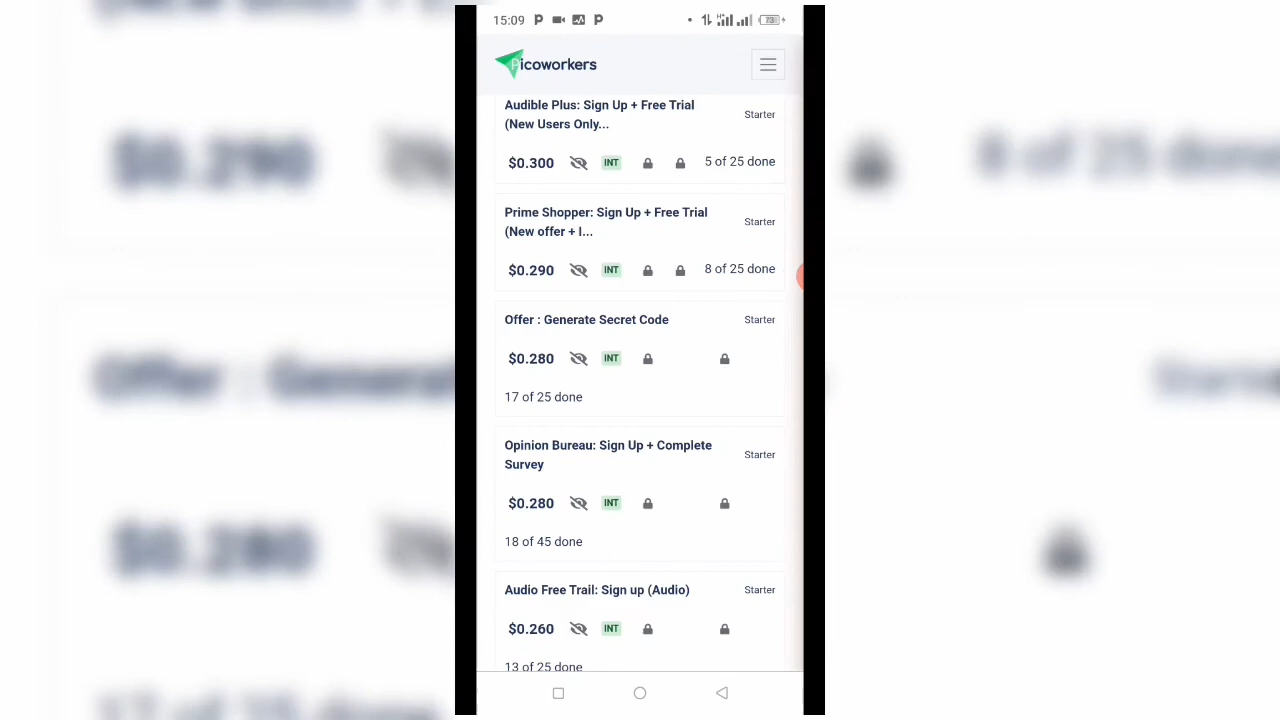 15:09
73
Picoworkers
Audible Plus: Sign Up + Free Trial
(New Users Only...
Starter
$0.300 INT 5 of 25 done
Prime Shopper: Sign Up + Free Trial
(New offer + I...
Starter
$0.290 INT 8 of 25 done
Offer : Generate Secret Code
Starter
$0.280 INT
17 of 25 done
Opinion Bureau: Sign Up + Complete
Survey
Starter
$0.280 INT
18 of 45 done
Audio Free Trail: Sign up (Audio)
Starter
$0.260 INT
13 of 25 done